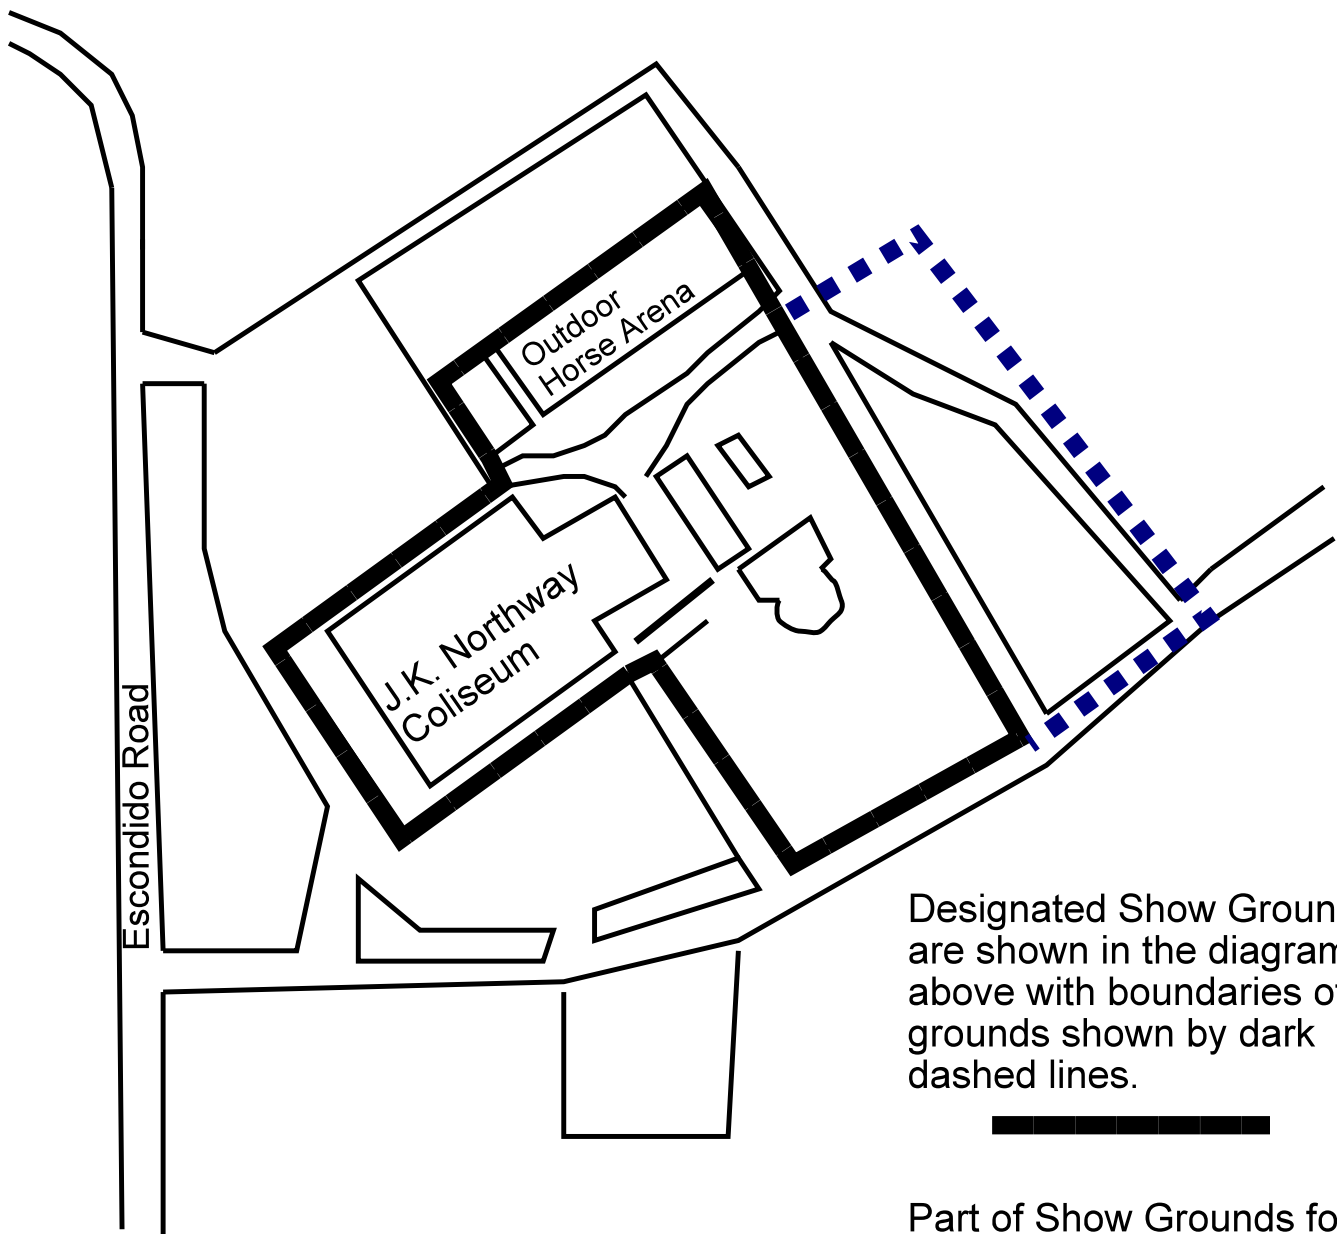 Outdoor
Horse Arena
J.K. Northway
Coliseum
Escondido Road
Designated Show Groun
are shown in the diagram
above with boundaries of
grounds shown by dark
dashed lines.
Part of Show Grounds fo